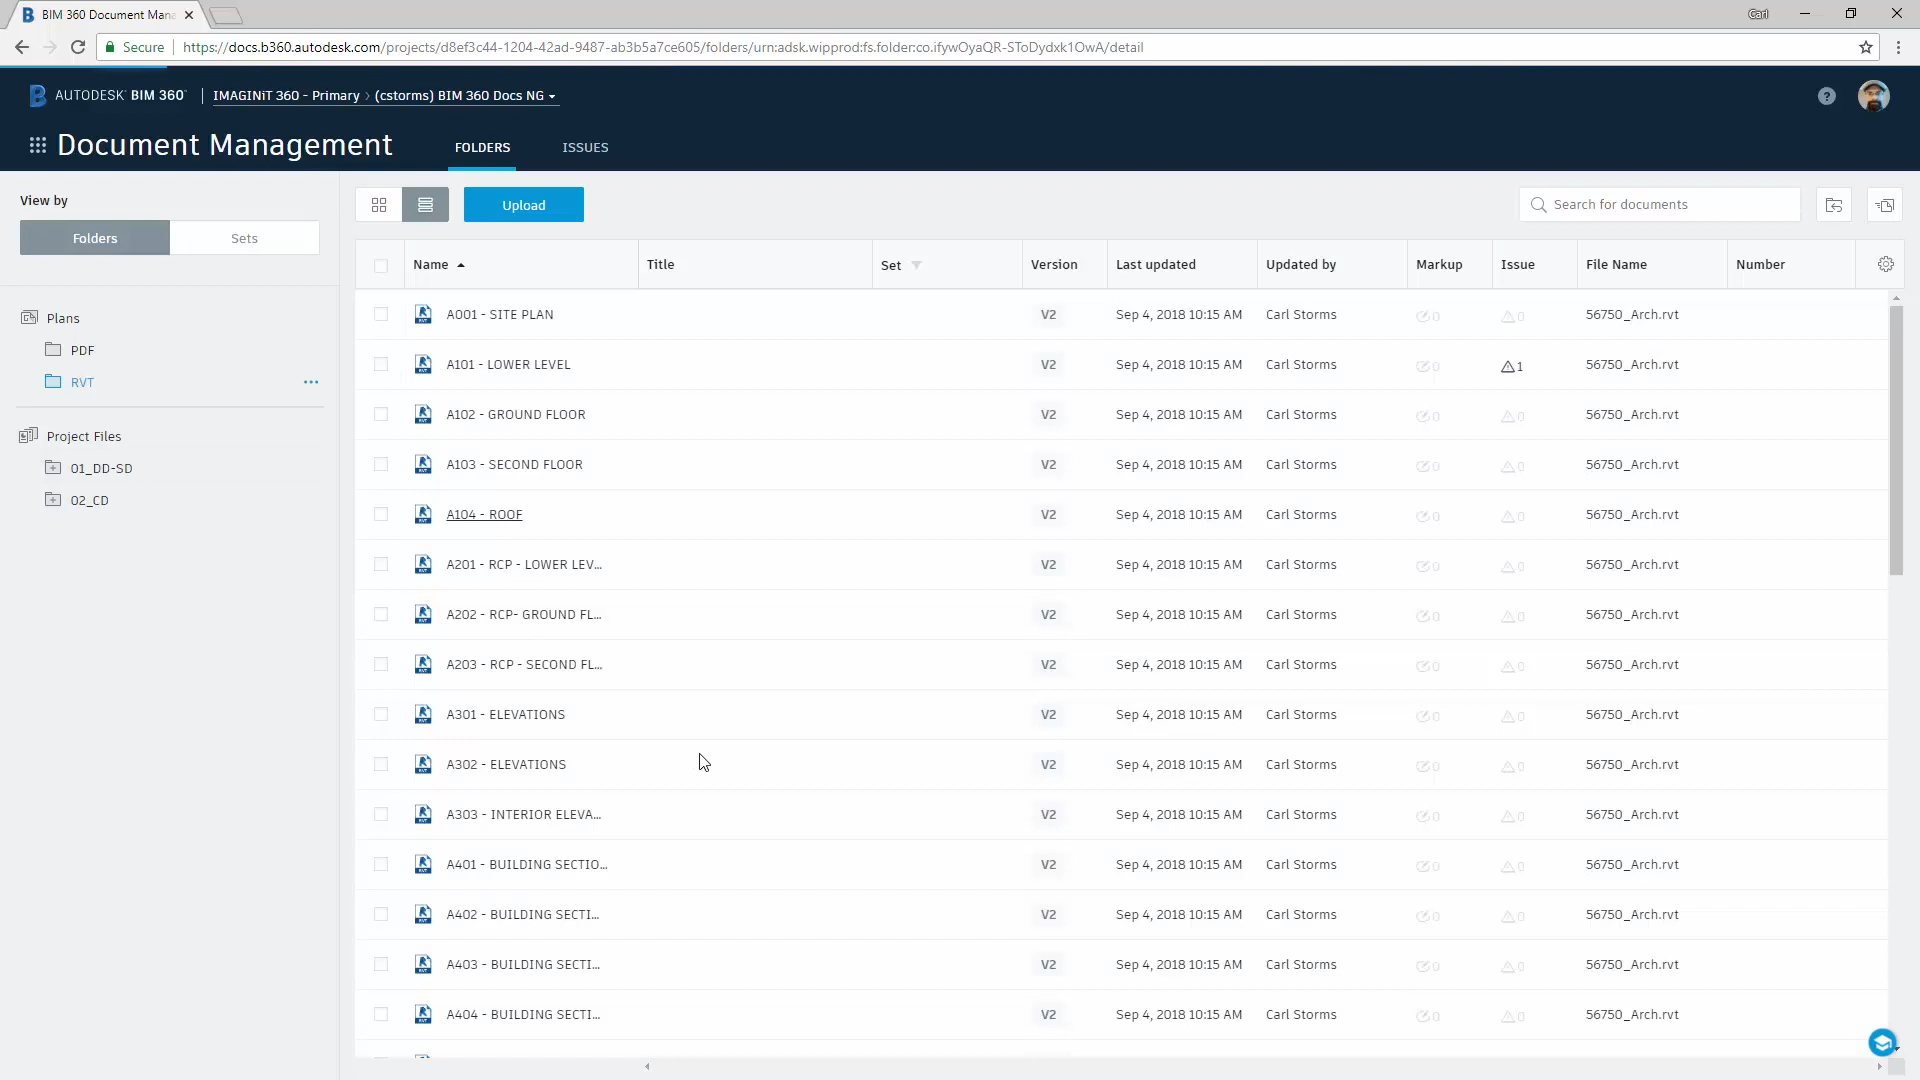 BIM 360 Document Mana
Carl
Secure https://docs.b360.autodesk.com/projects/d8ef3c44-1204-42ad-9487-ab3b5a7ce605/folders/urn:adsk.wipprod:fs.folder:co.ifywOyaQR-SToDydxk1OwA/detail
AUTODESK® BIM 360™ IMAGINiT 360 - Primary > (cstorms) BIM 360 Docs NG
Document Management FOLDERS ISSUES
View by
Folders Sets
Plans
PDF
RVT
Project Files
01_DD-SD
02_CD
Upload Search for documents
Name Title Set Version Last updated Updated by Markup Issue File Name Number
A001 - SITE PLAN V2 Sep 4, 2018 10:15 AM Carl Storms 0 0 56750_Arch.rvt
A101 - LOWER LEVEL V2 Sep 4, 2018 10:15 AM Carl Storms 0 1 56750_Arch.rvt
A102 - GROUND FLOOR V2 Sep 4, 2018 10:15 AM Carl Storms 0 0 56750_Arch.rvt
A103 - SECOND FLOOR V2 Sep 4, 2018 10:15 AM Carl Storms 0 0 56750_Arch.rvt
A104 - ROOF V2 Sep 4, 2018 10:15 AM Carl Storms 0 0 56750_Arch.rvt
A201 - RCP - LOWER LEV... V2 Sep 4, 2018 10:15 AM Carl Storms 0 0 56750_Arch.rvt
A202 - RCP- GROUND FL... V2 Sep 4, 2018 10:15 AM Carl Storms 0 0 56750_Arch.rvt
A203 - RCP - SECOND FL... V2 Sep 4, 2018 10:15 AM Carl Storms 0 0 56750_Arch.rvt
A301 - ELEVATIONS V2 Sep 4, 2018 10:15 AM Carl Storms 0 0 56750_Arch.rvt
A302 - ELEVATIONS V2 Sep 4, 2018 10:15 AM Carl Storms 0 0 56750_Arch.rvt
A303 - INTERIOR ELEVA... V2 Sep 4, 2018 10:15 AM Carl Storms 0 0 56750_Arch.rvt
A401 - BUILDING SECTIO... V2 Sep 4, 2018 10:15 AM Carl Storms 0 0 56750_Arch.rvt
A402 - BUILDING SECTI... V2 Sep 4, 2018 10:15 AM Carl Storms 0 0 56750_Arch.rvt
A403 - BUILDING SECTI... V2 Sep 4, 2018 10:15 AM Carl Storms 0 0 56750_Arch.rvt
A404 - BUILDING SECTI... V2 Sep 4, 2018 10:15 AM Carl Storms 0 0 56750_Arch.rvt